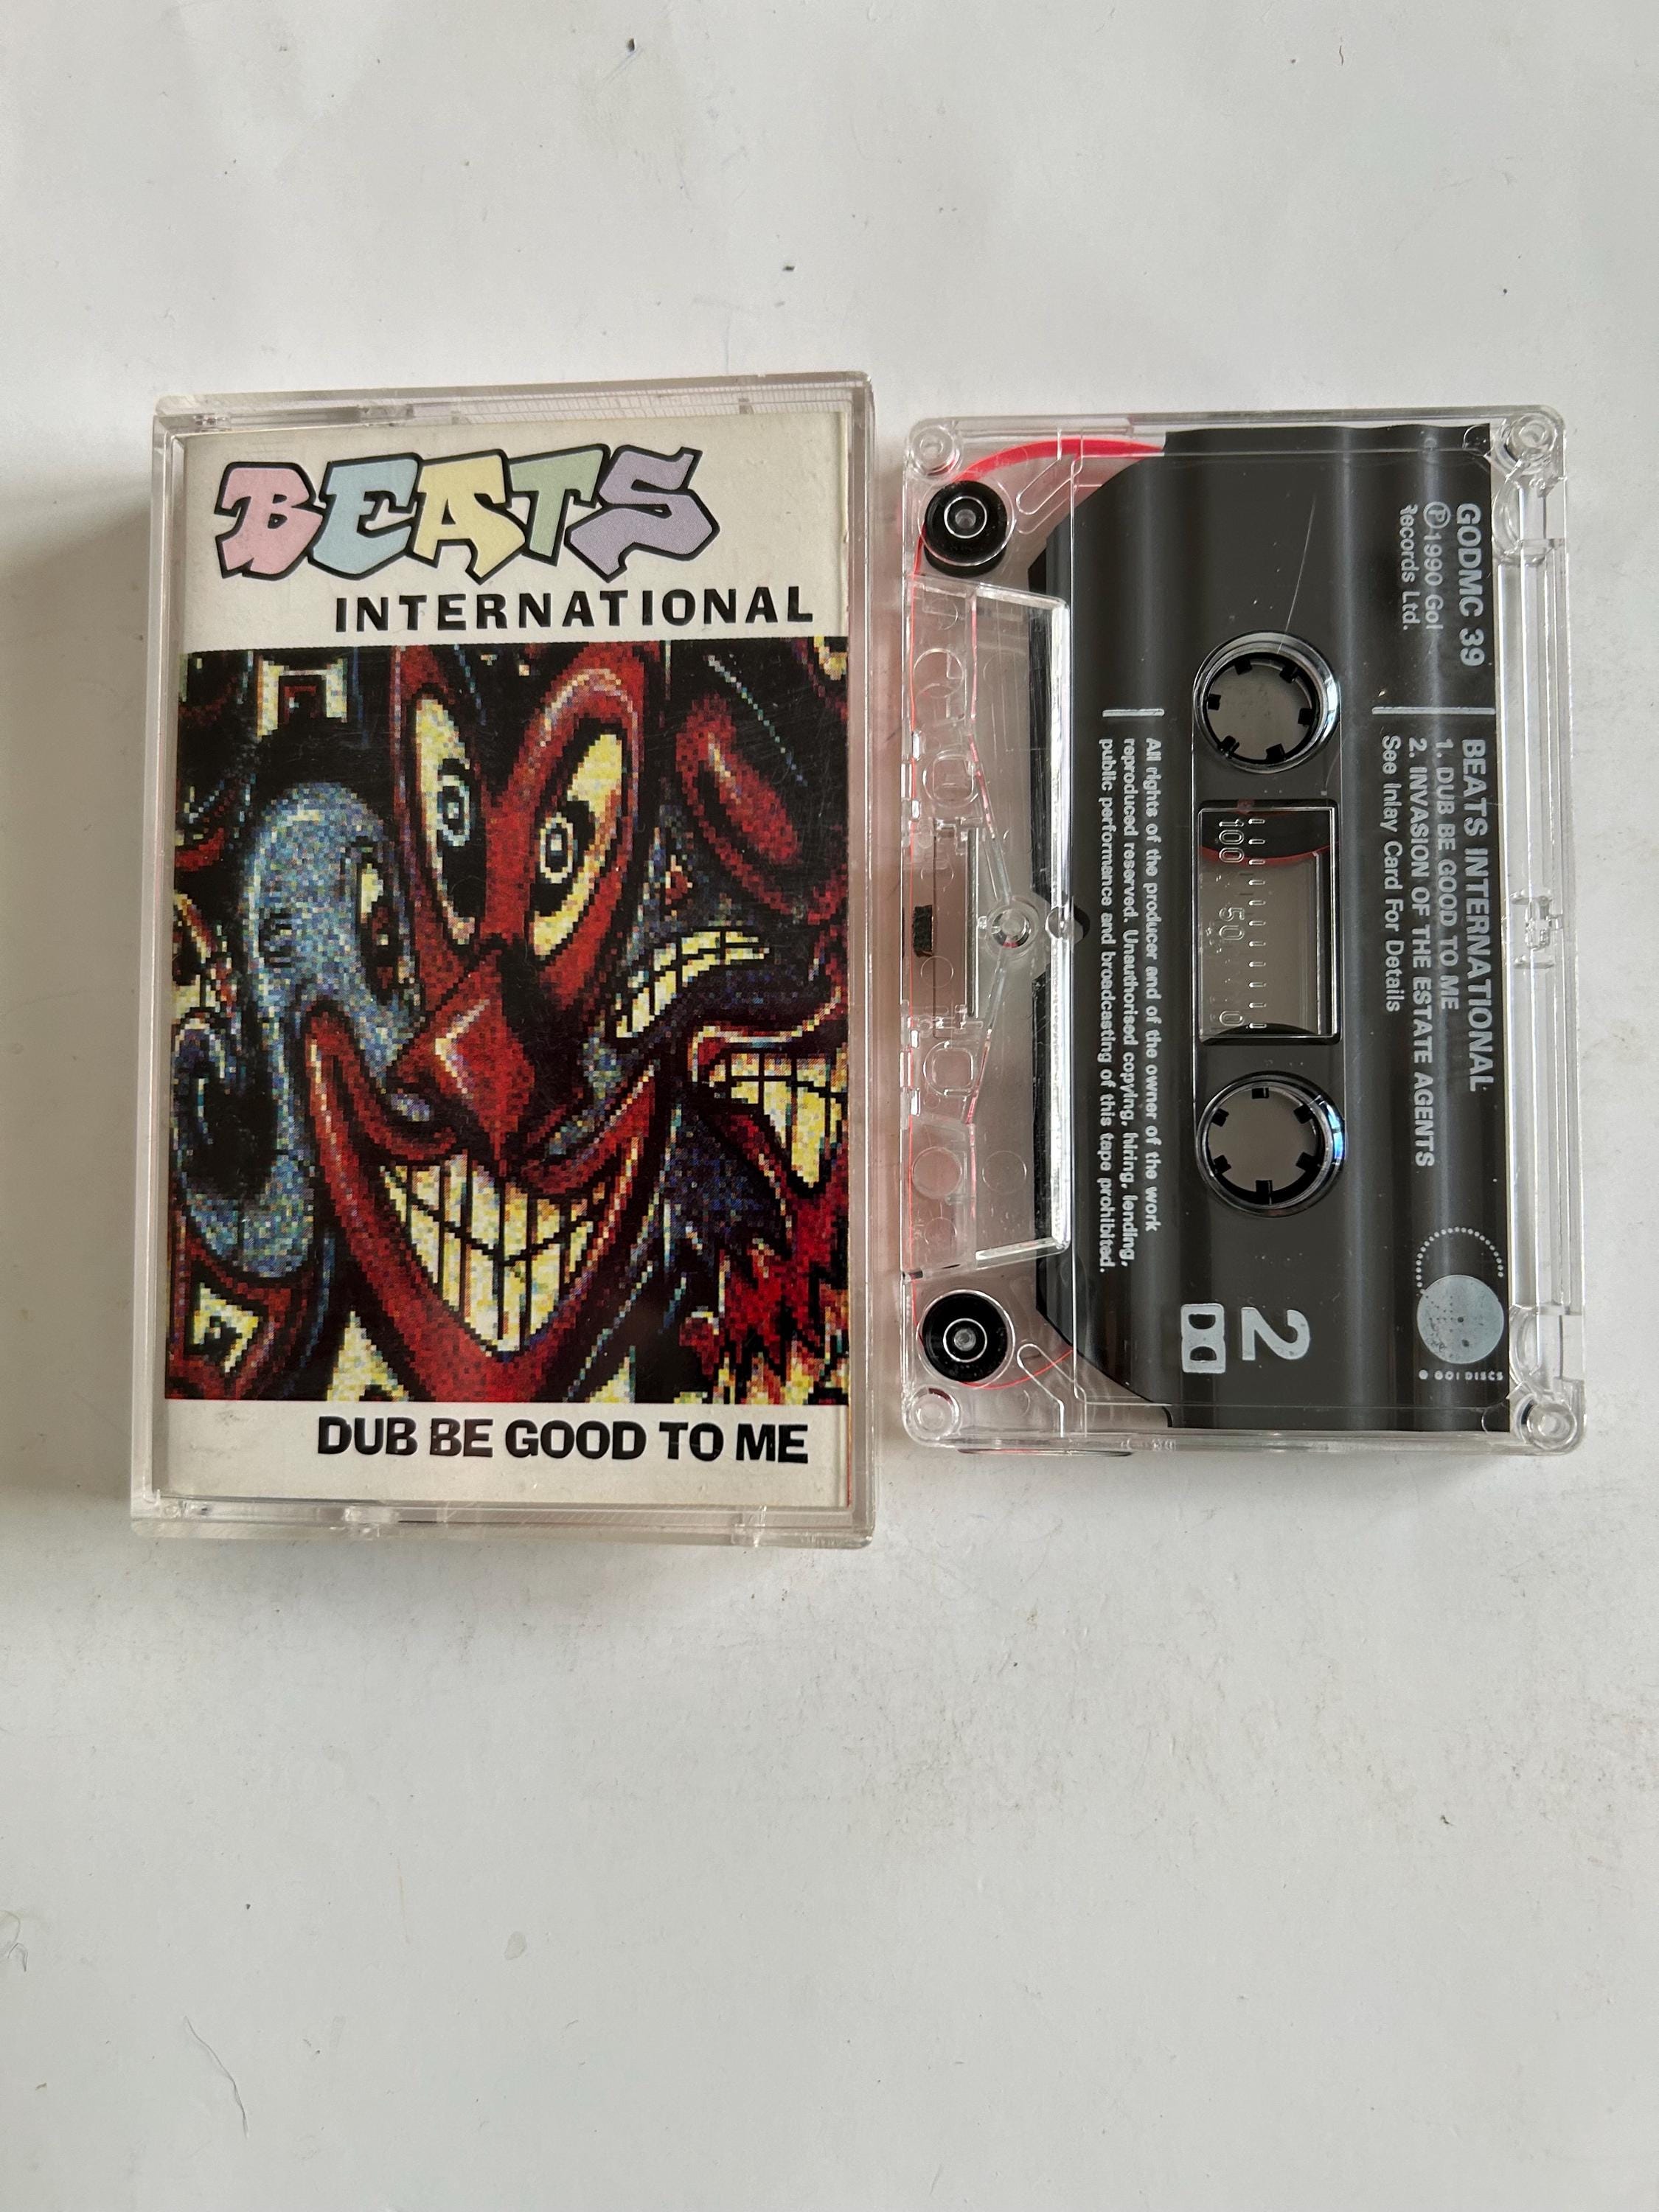 BEATS
INTERNATIONAL
DUB BE GOOD TO ME
GODMC 39
Ⓟ1990 Go!
Records Ltd.
BEATS INTERNATIONAL
1. DUB BE GOOD TO ME
2. INVASION OF THE ESTATE AGENTS
See Inlay Card For Details
100 50 0
All rights of the producer and of the owner of the work
reproduced reserved. Unauthorised copying, hiring, lending,
public performance and broadcasting of this tape prohibited.
2
GO! DISCS